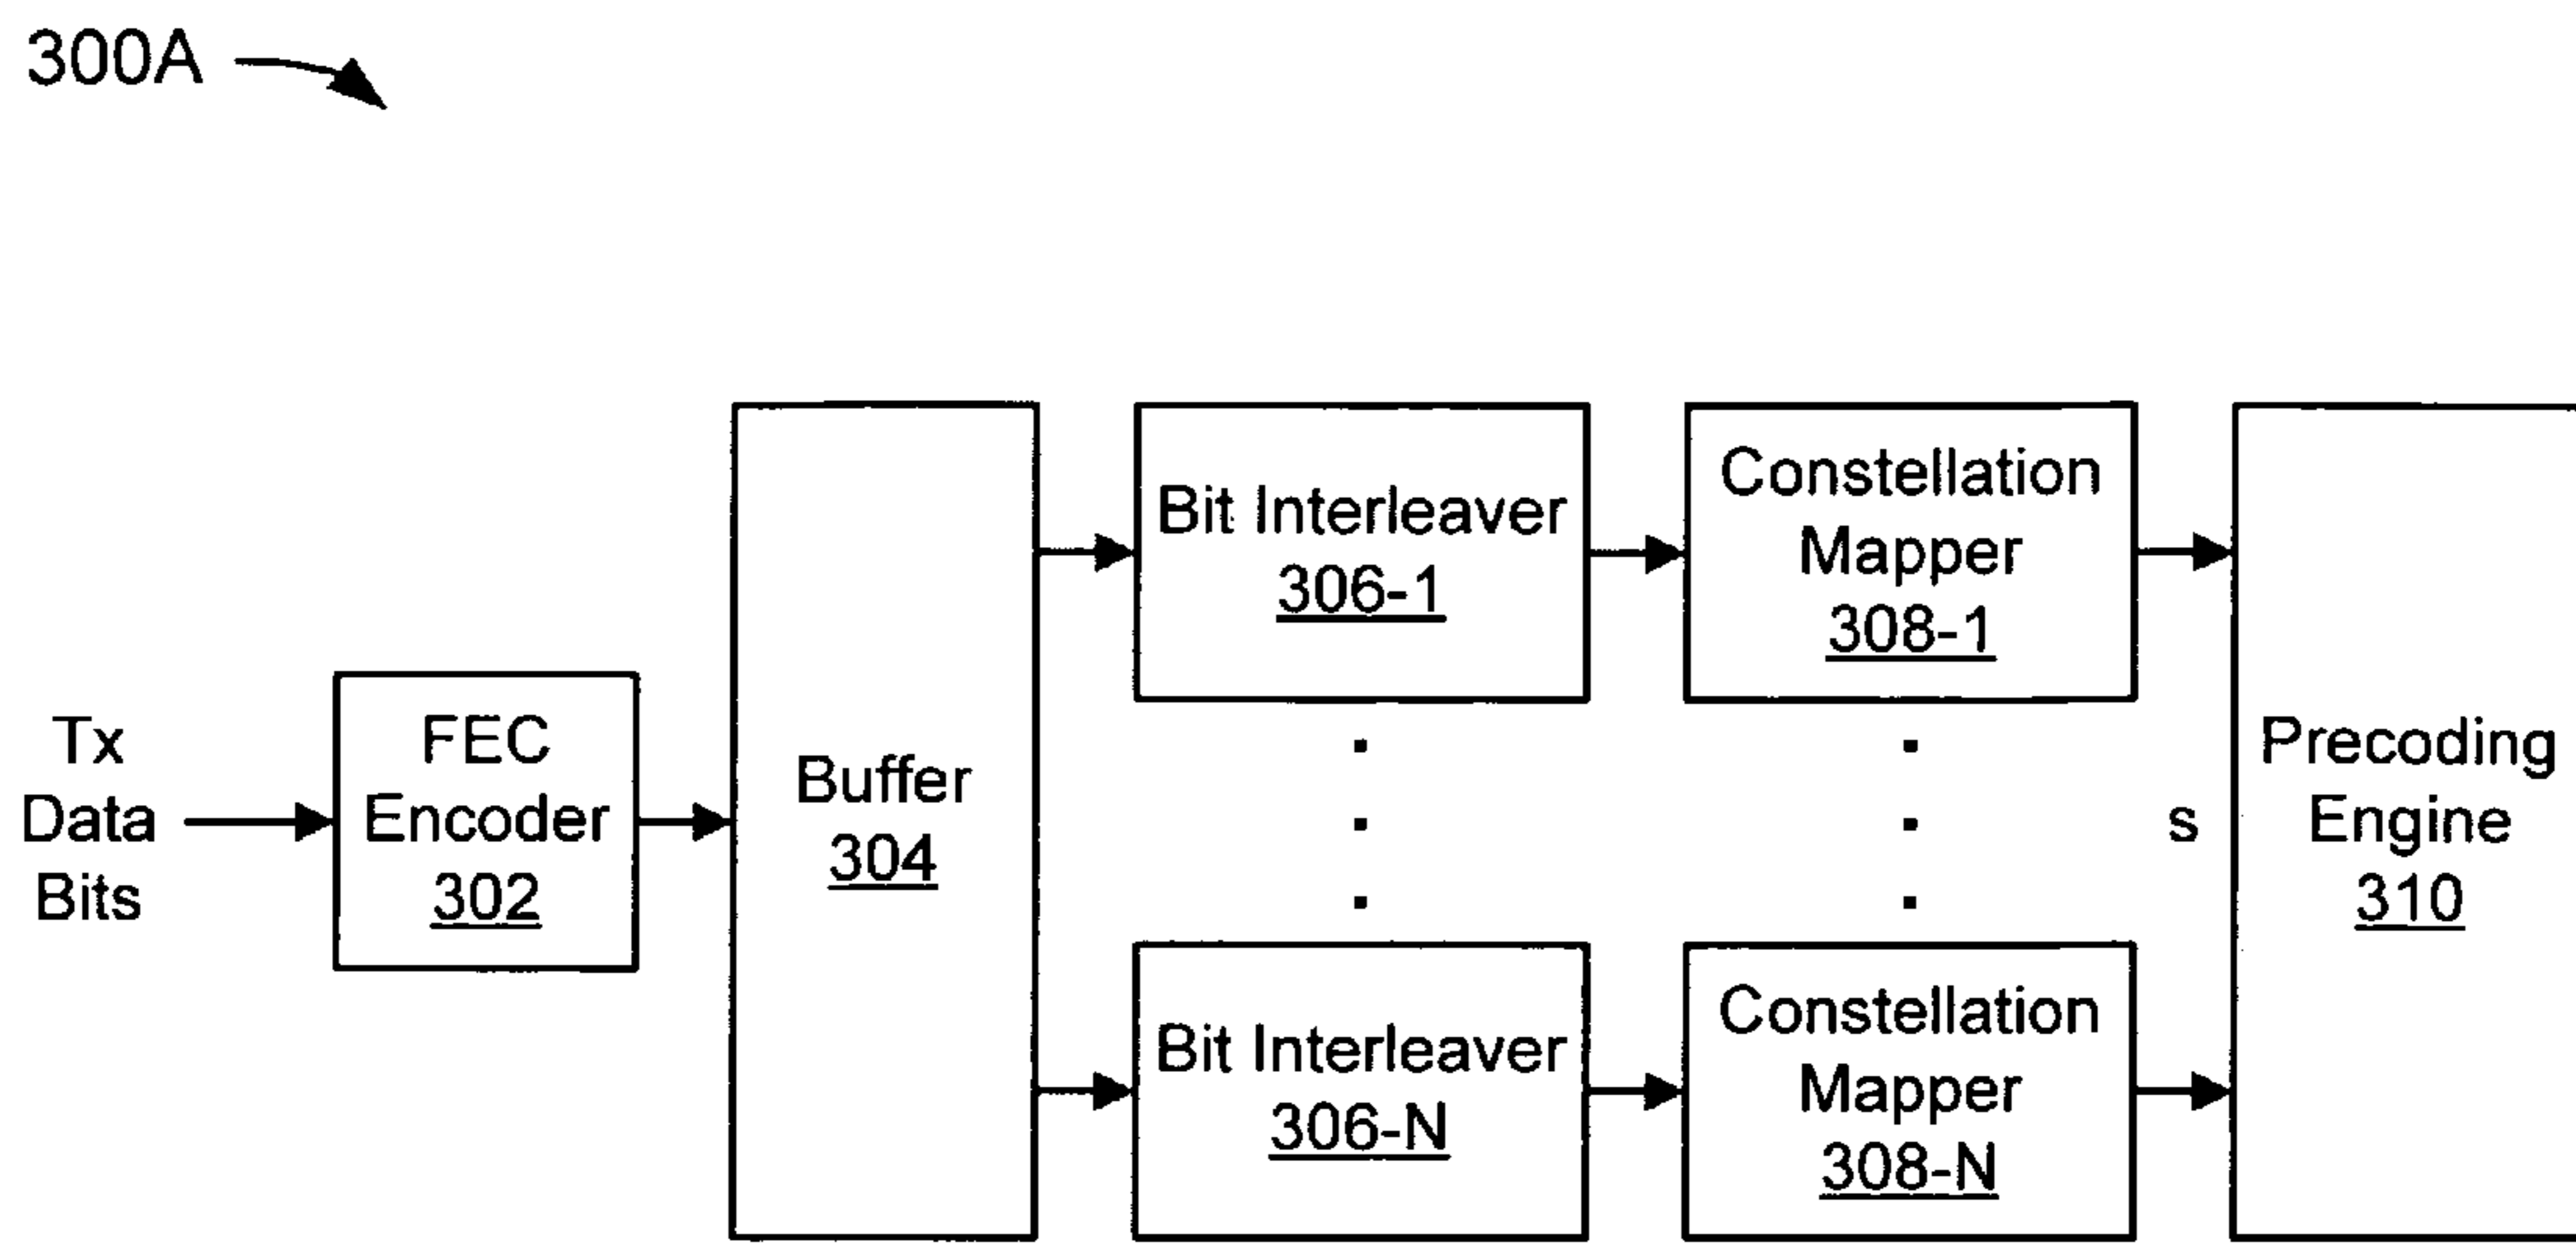 300A
Tx
Data
Bits
FEC
Encoder
302
Buffer
304
Bit Interleaver
306-1
Constellation
Mapper
308-1
Bit Interleaver
306-N
Constellation
Mapper
308-N
s
Precoding
Engine
310